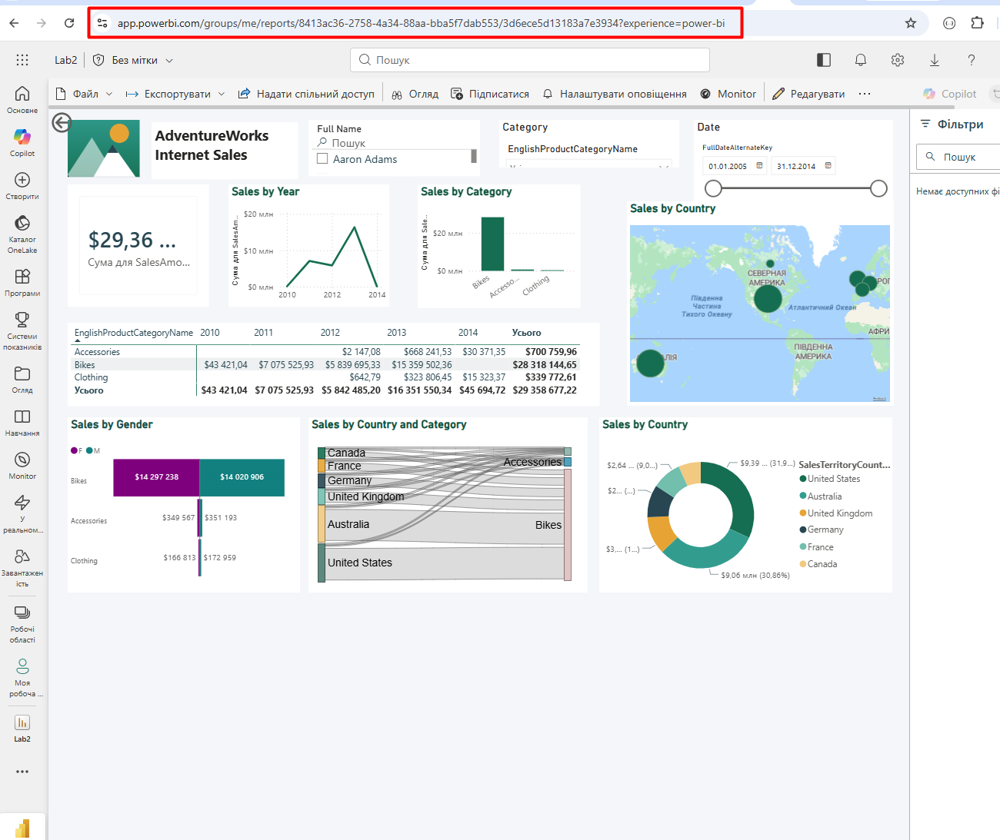 app.powerbi.com/groups/me/reports/8413ac36-2758-4a34-88aa-bba5f7dab553/3d6ece5d13183a7e3934?experience=power-bi
Lab2
Без мітки
Пошук
Файл
Експортувати
Надати спільний доступ
Огляд
Підписатися
Налаштувати оповіщення
Monitor
Редагувати
Copilot
Основне
Copilot
Створити
Каталог
OneLake
Програми
Системи
показників
Огляд
Навчання
Monitor
У
реальном...
Завантажен
ість
Робочі
області
Моя
робоча ...
Lab2
AdventureWorks
Internet Sales
Full Name
Пошук
Aaron Adams
Category
EnglishProductCategoryName
Date
FullDateAlternateKey
01.01.2005
31.12.2014
Фільтри
Пошук
Немає доступних фі
$29,36 ...
Сума для SalesAmo...
Sales by Year
Сума для SalesAm...
$20 млн
$10 млн
$0 млн
2010
2012
2014
Sales by Category
Сума для Sale...
$20 млн
$0 млн
Bikes
Accesso...
Clothing
Sales by Country
СЕВЕРНАЯ
АМЕРИКА
Південна
Частина
Тихого Океану
Атлантичний Океан
АФРИ
ПІВДЕННА
АМЕРИКА
ЛІЯ
EnglishProductCategoryName 2010 2011 2012 2013 2014 Усього
Accessories $2 147,08 $668 241,53 $30 371,35 $700 759,96
Bikes $43 421,04 $7 075 525,93 $5 839 695,33 $15 359 502,36 $28 318 144,65
Clothing $642,79 $323 806,45 $15 323,37 $339 772,61
Усього $43 421,04 $7 075 525,93 $5 842 485,20 $16 351 550,34 $45 694,72 $29 358 677,22
Sales by Gender
F M
Bikes $14 297 238 $14 020 906
Accessories $349 567 $351 193
Clothing $166 813 $172 959
Sales by Country and Category
Canada
France
Germany
United Kingdom
Australia
United States
Accessories
Bikes
Sales by Country
$2,64 ... (9,0...)
$9,39 ... (31,9...)
$2... (...)
$3,... (1...)
$9,06 млн (30,86%)
SalesTerritoryCount...
United States
Australia
United Kingdom
Germany
France
Canada